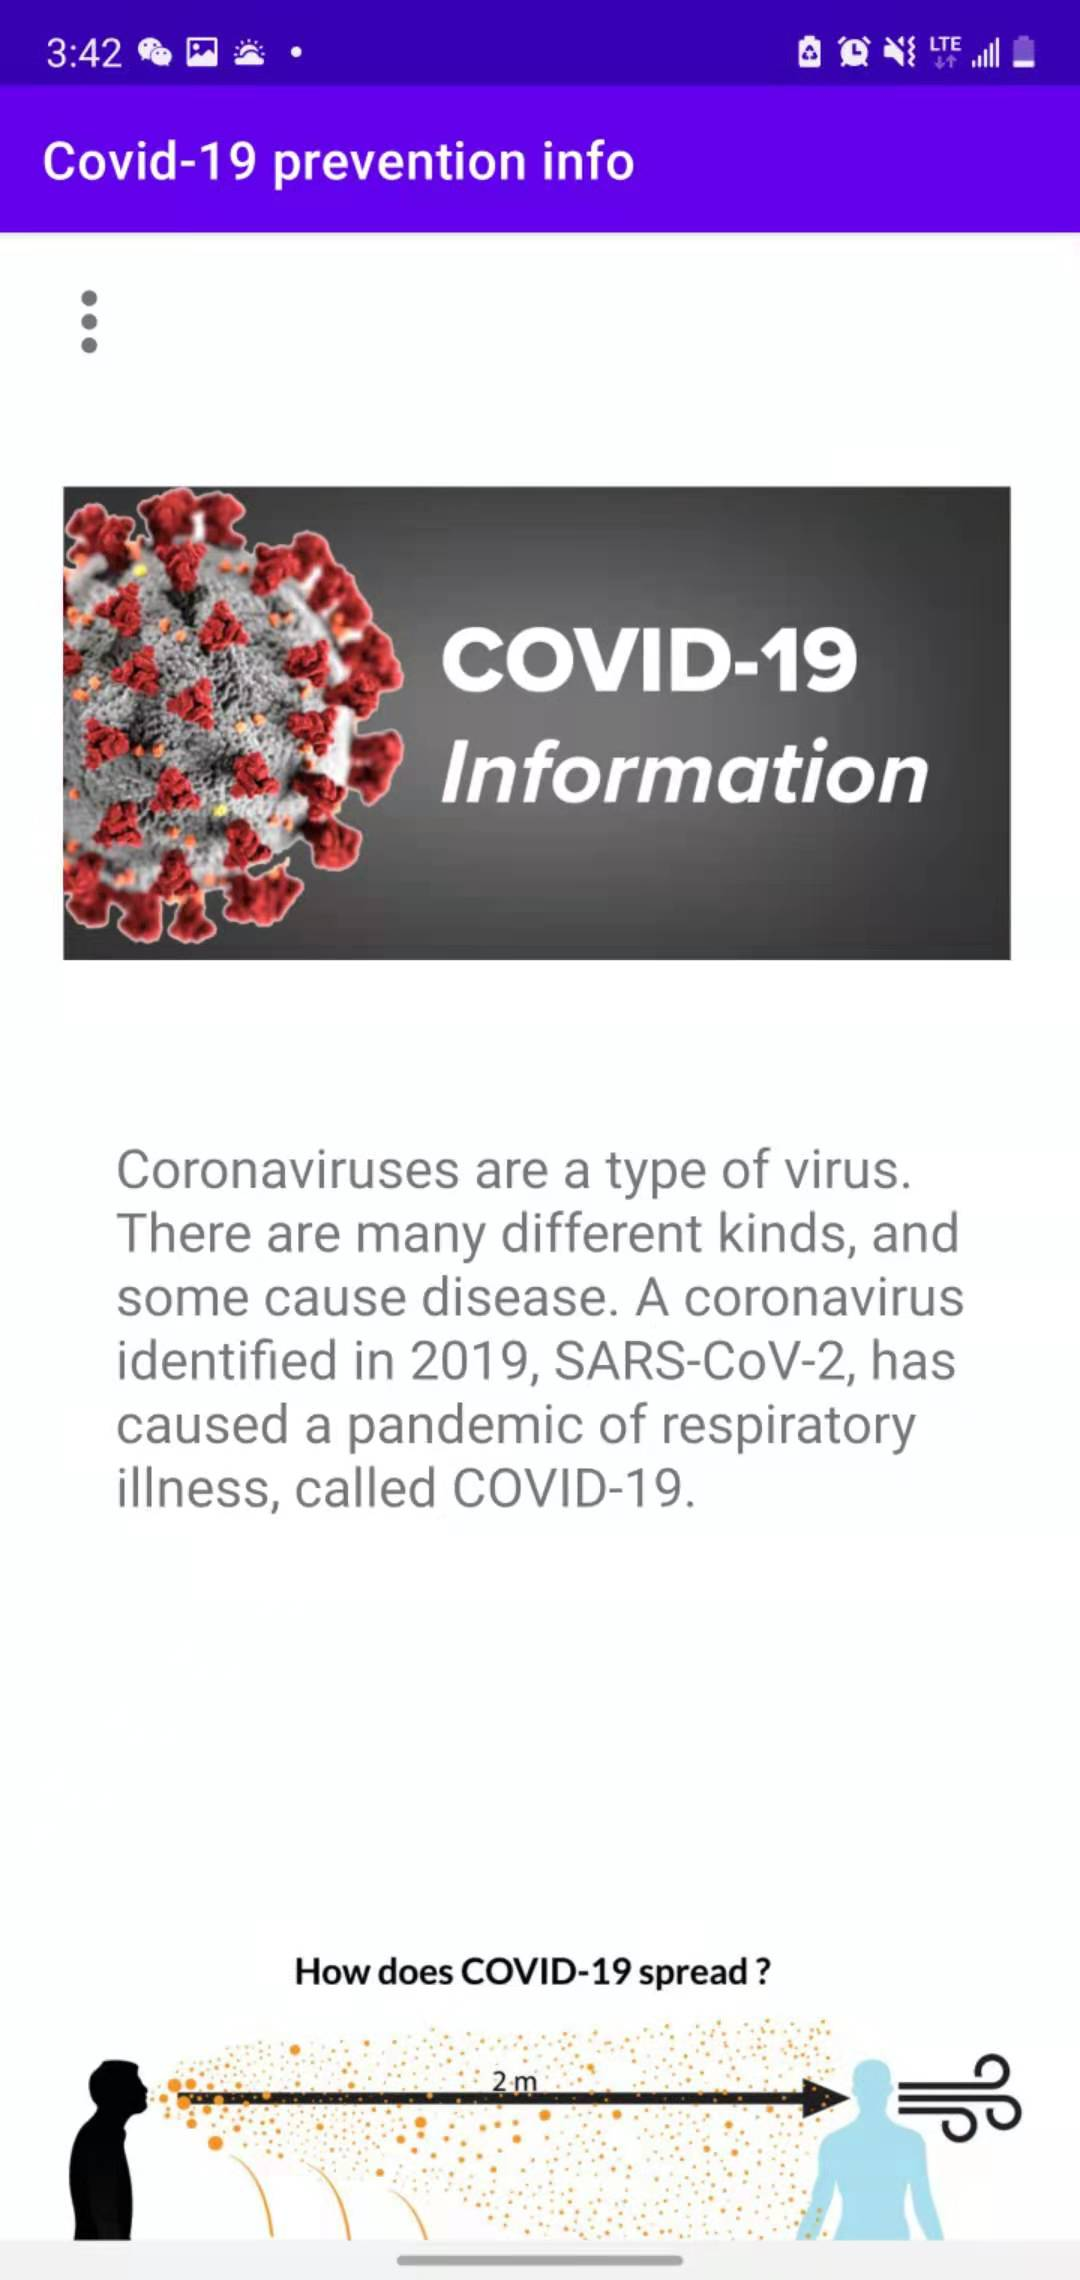 3:42
LTE
Covid-19 prevention info
COVID-19
Information
Coronaviruses are a type of virus.
There are many different kinds, and
some cause disease. A coronavirus
identified in 2019, SARS-CoV-2, has
caused a pandemic of respiratory
illness, called COVID-19.
How does COVID-19 spread ?
2 m